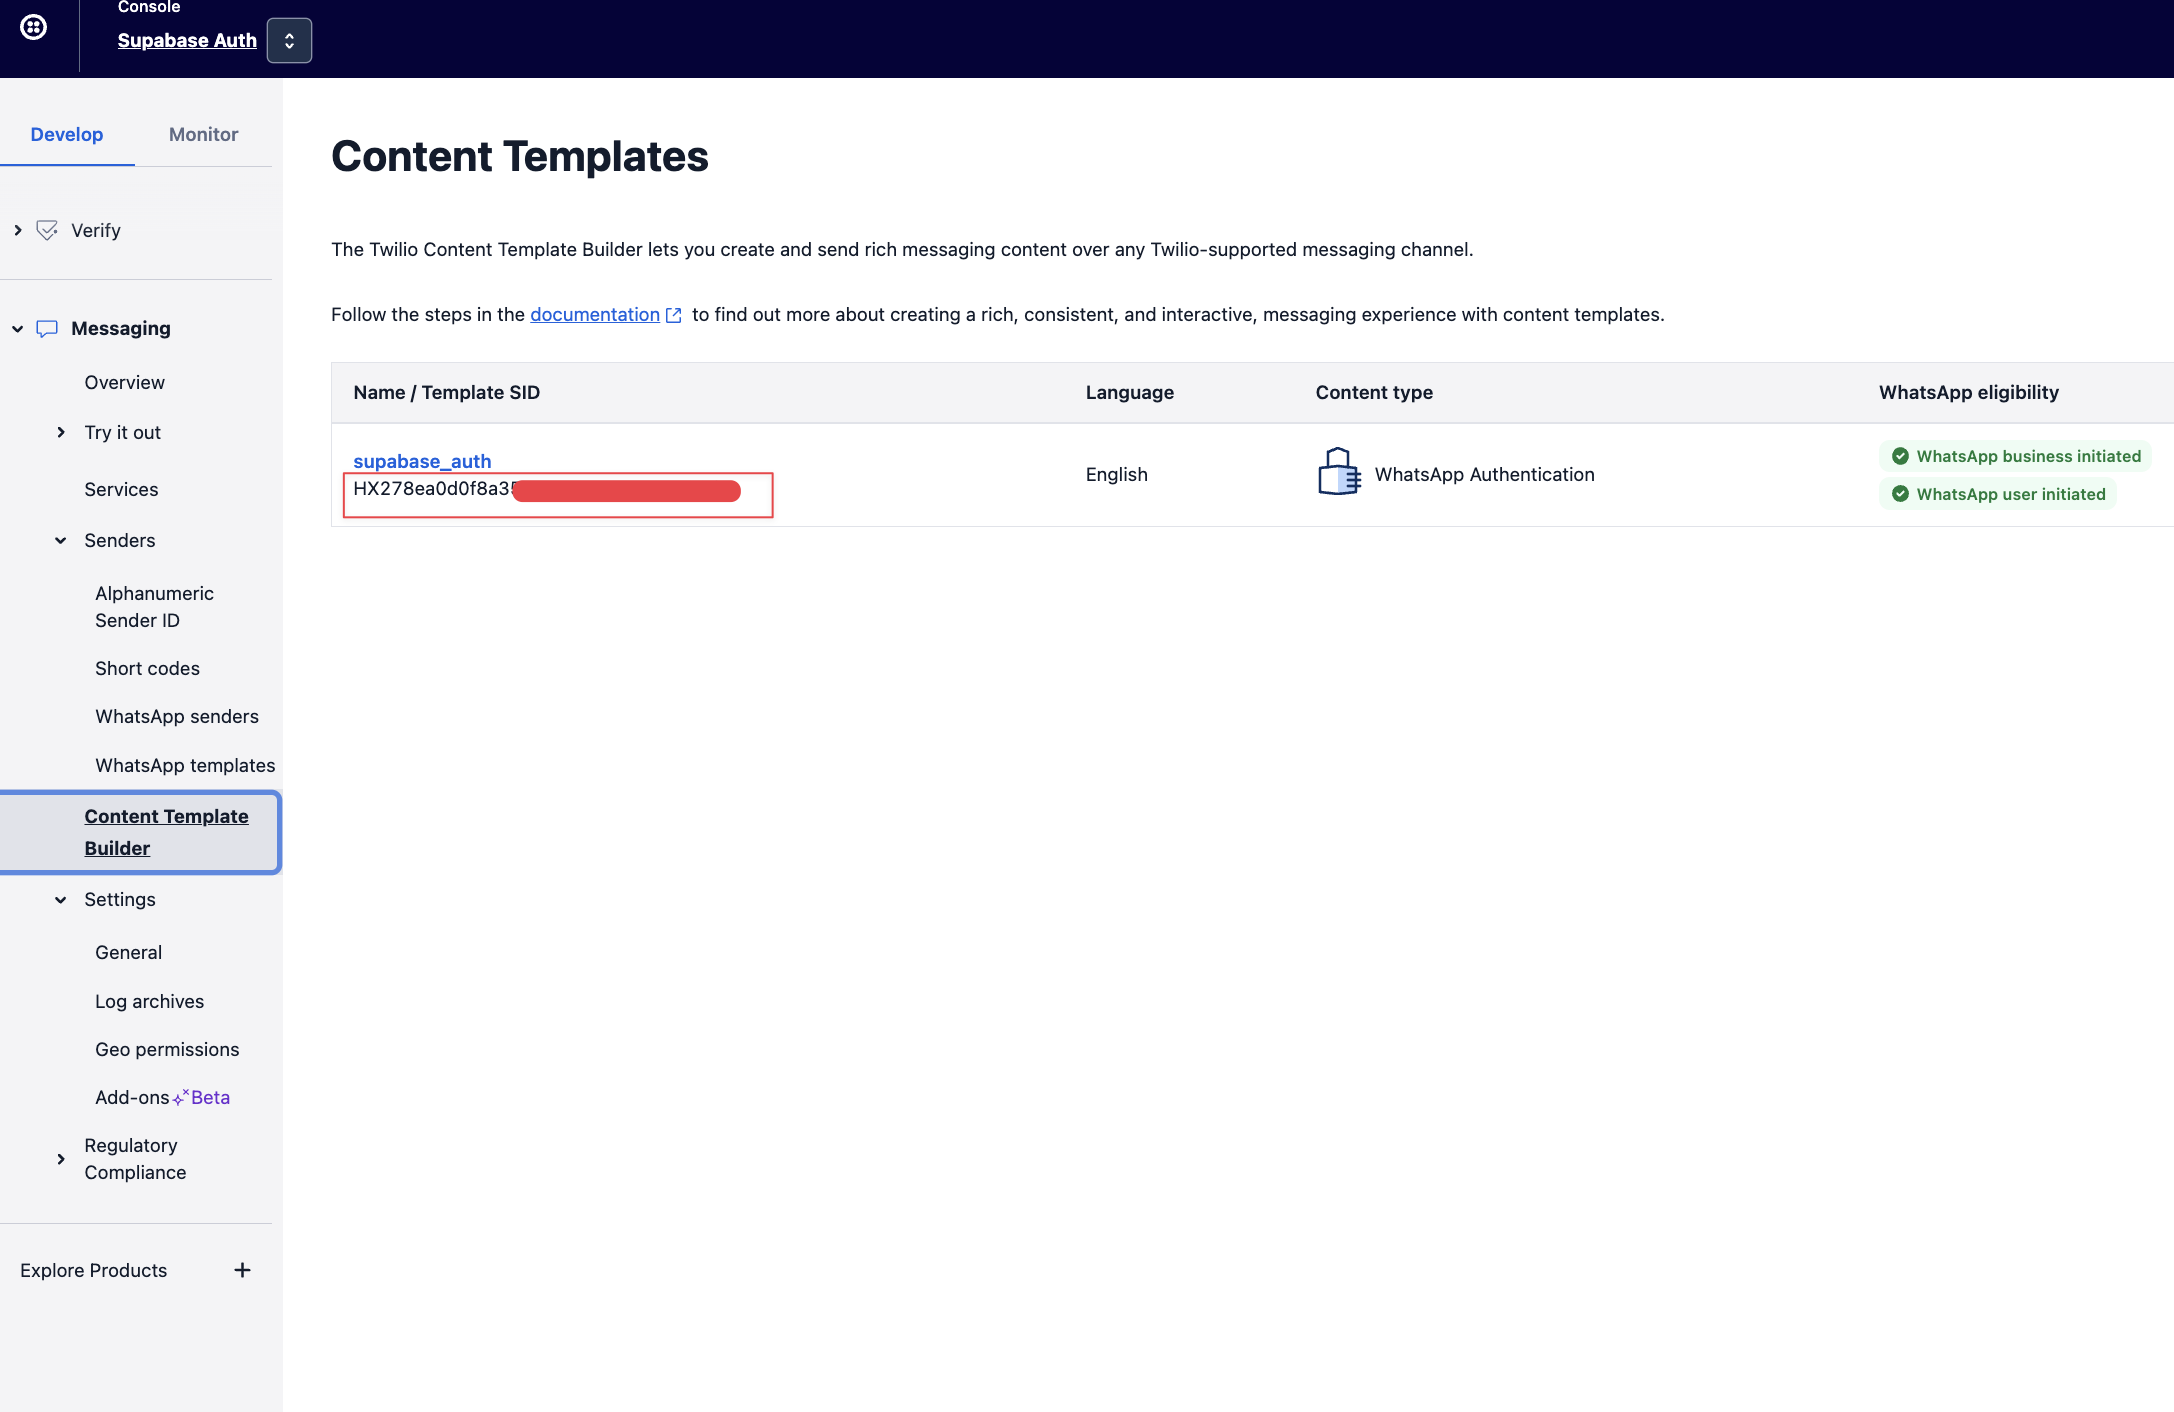 Console
Supabase Auth
Develop
Monitor
Verify
Messaging
Overview
Try it out
Services
Senders
Alphanumeric
Sender ID
Short codes
WhatsApp senders
WhatsApp templates
Content Template
Builder
Settings
General
Log archives
Geo permissions
Add-ons Beta
Regulatory
Compliance
Explore Products
Content Templates
The Twilio Content Template Builder lets you create and send rich messaging content over any Twilio-supported messaging channel.
Follow the steps in the documentation to find out more about creating a rich, consistent, and interactive, messaging experience with content templates.
Name / Template SID Language Content type WhatsApp eligibility
supabase_auth
HX278ea0d0f8a3
English
WhatsApp Authentication
WhatsApp business initiated
WhatsApp user initiated